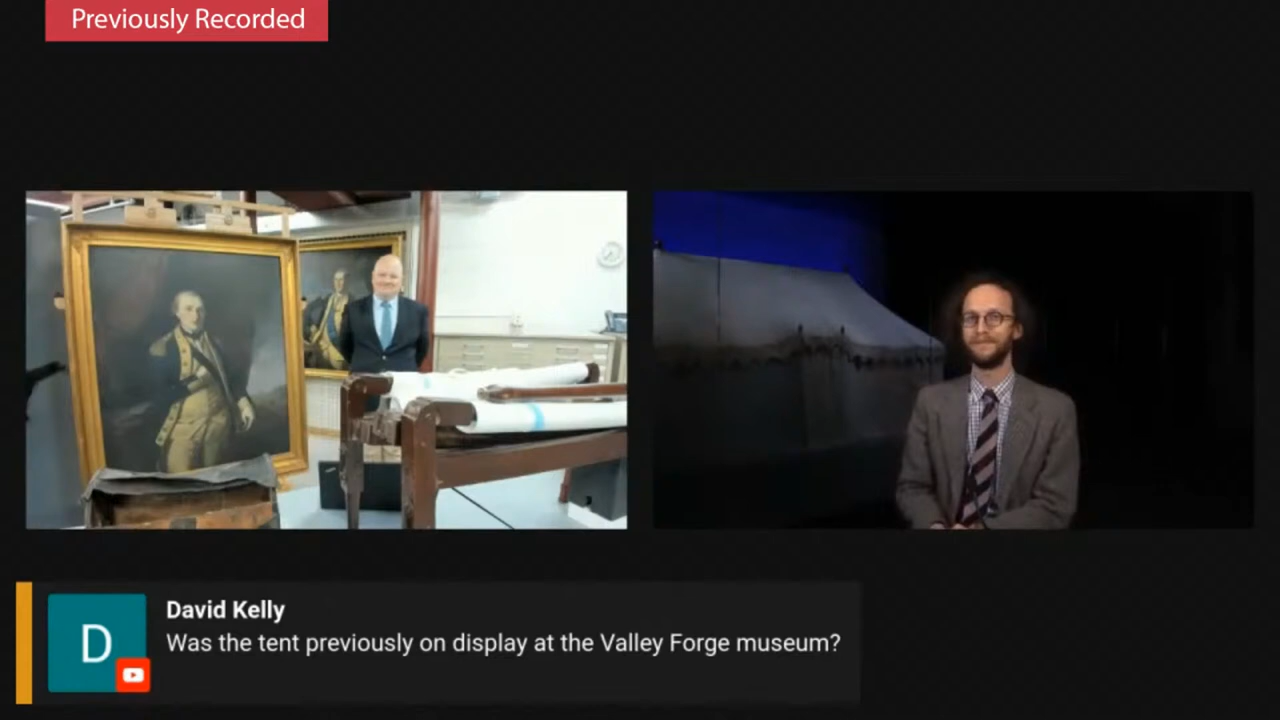 Previously Recorded
D
David Kelly
Was the tent previously on display at the Valley Forge museum?